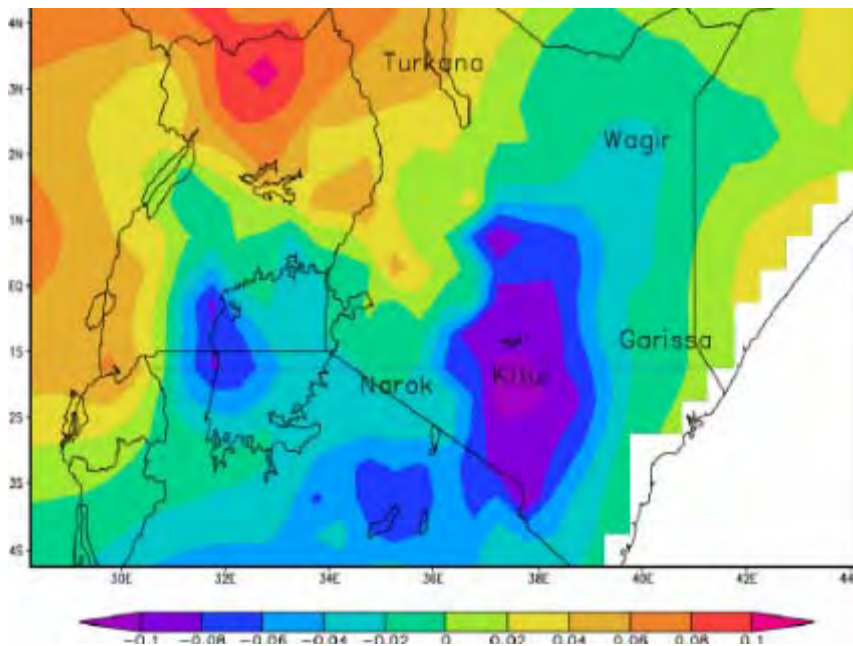 4N
Turkana
3N
Wagir
2N
1N
EQ
Garissa
1S
Narok
Kitui
2S
3S
4S
30E 32E 34E 36E 38E 40E 42E 44
-0.1 -0.08 -0.06 -0.04 -0.02 0 0.02 0.04 0.06 0.08 0.1